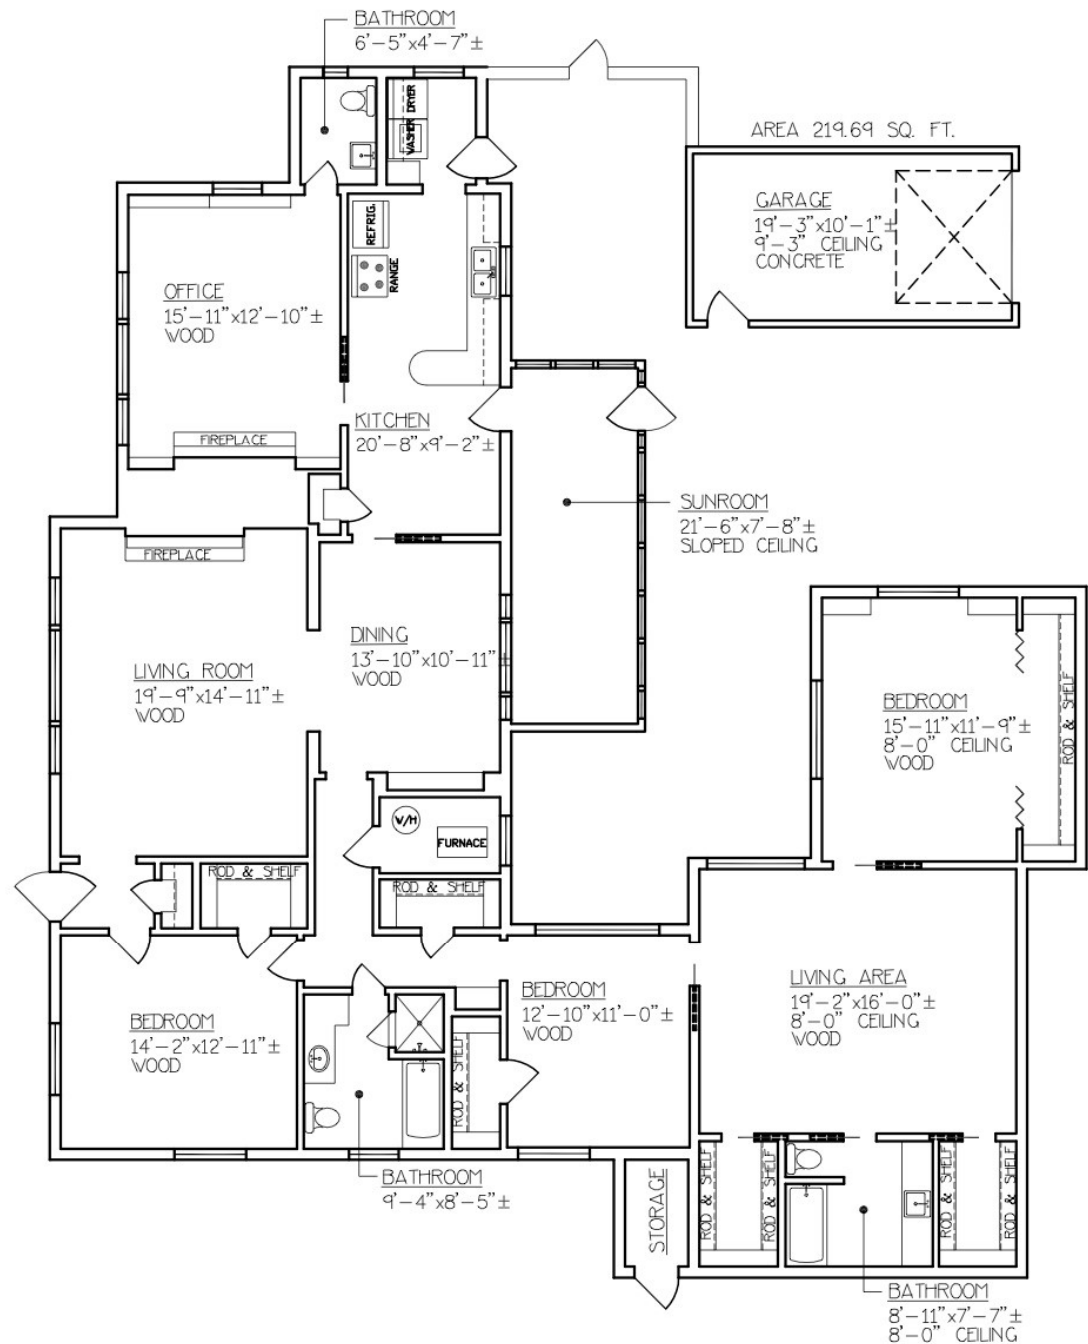 BATHROOM
6'-5"x4'-7"±
WASHER
DRYER
AREA 219.69 SQ. FT.
GARAGE
19'-3"x10'-1"±
9'-3" CEILING
CONCRETE
REFRIG.
RANGE
OFFICE
15'-11"x12'-10"±
WOOD
FIREPLACE
KITCHEN
20'-8"x9'-2"±
SUNROOM
21'-6"x7'-8"±
SLOPED CEILING
FIREPLACE
DINING
13'-10"x10'-11"±
WOOD
LIVING ROOM
19'-9"x14'-11"±
WOOD
BEDROOM
15'-11"x11'-9"±
8'-0" CEILING
WOOD
ROD & SHELF
W/H
FURNACE
ROD & SHELF
ROD & SHELF
BEDROOM
14'-2"x12'-11"±
WOOD
BEDROOM
12'-10"x11'-0"±
WOOD
ROD & SHELF
LIVING AREA
19'-2"x16'-0"±
8'-0" CEILING
WOOD
BATHROOM
9'-4"x8'-5"±
STORAGE
ROD & SHELF
ROD & SHELF
ROD & SHELF
ROD & SHELF
BATHROOM
8'-11"x7'-7"±
8'-0" CEILING